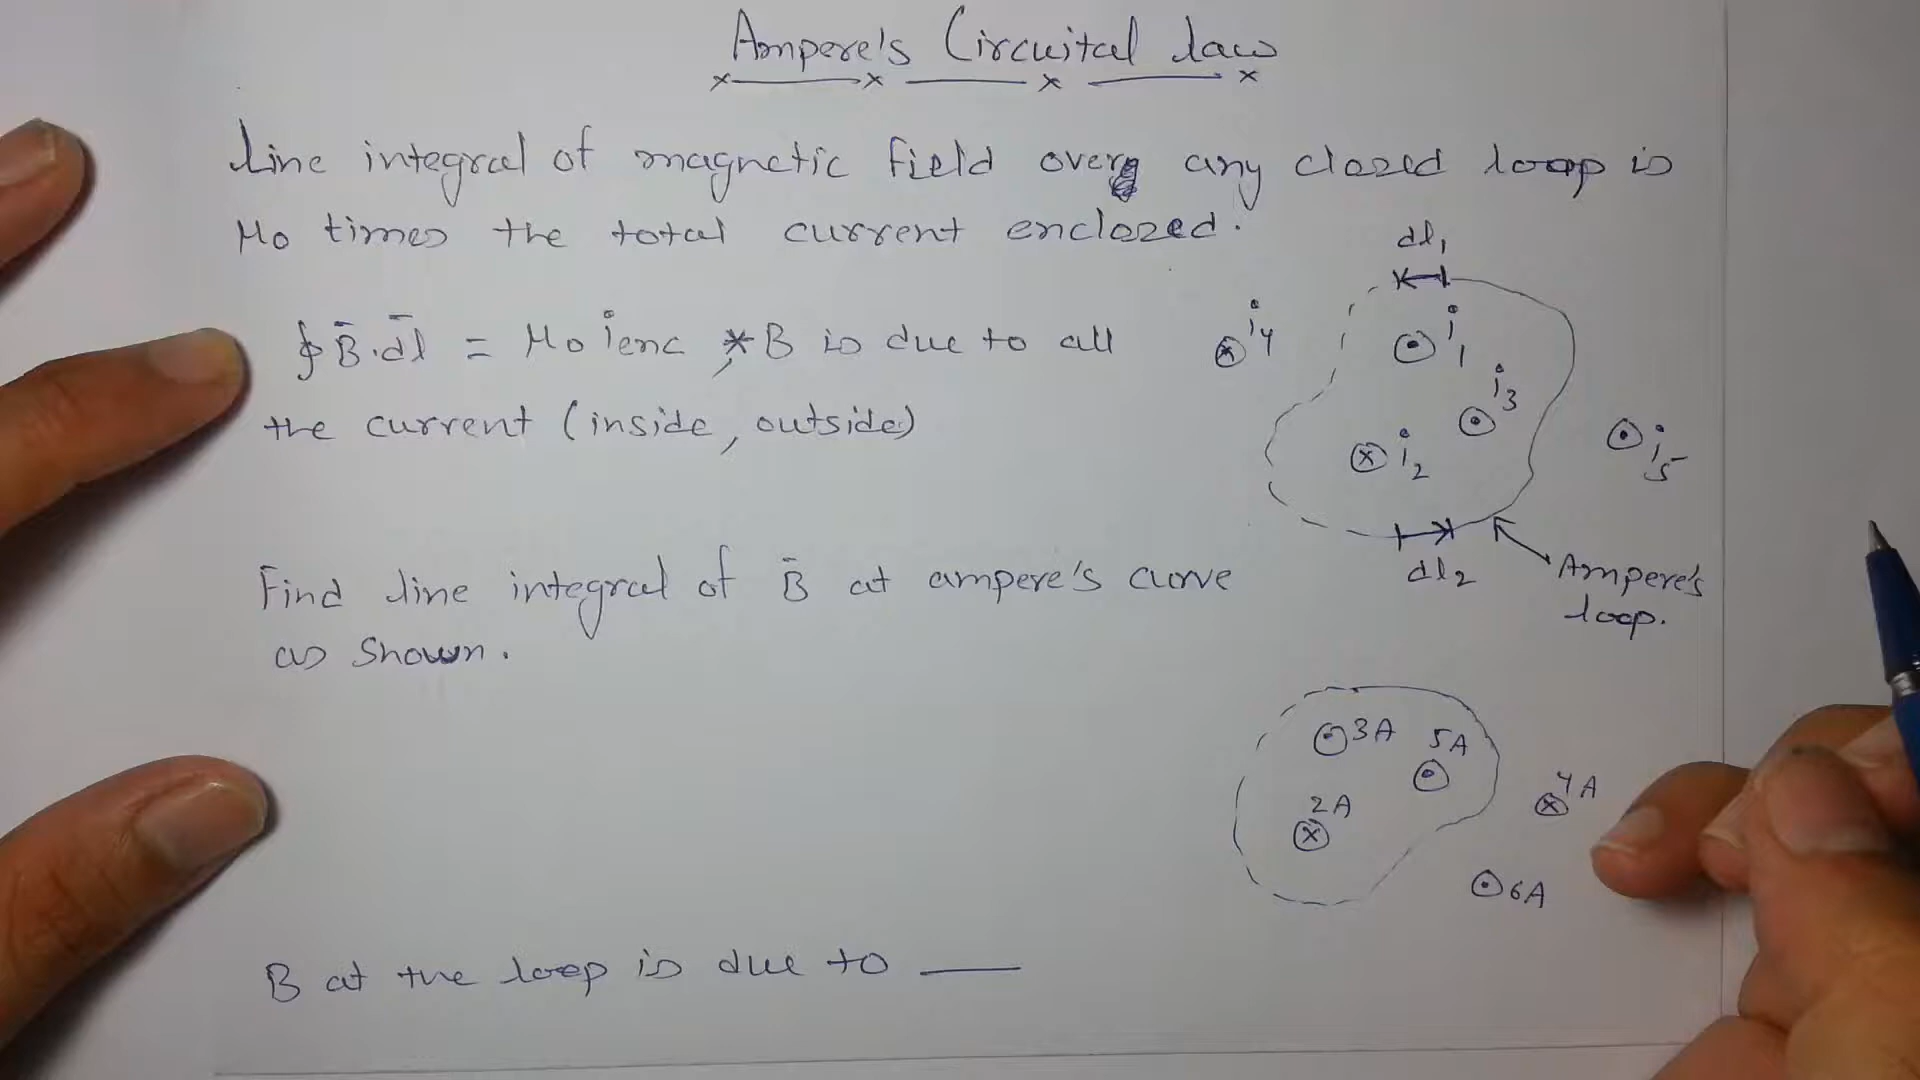 Ampere's Circuital law
Line integral of magnetic field over any closed loop is
μ0 times the total current enclosed.
∮B̄.d̄l = μ0 ienc * B is due to all
the current (inside, outside)
dl1
i4
i1
i3
i2
i5
dl2
Ampere's
loop.
Find line integral of B̄ at ampere's curve
as shown.
3A
5A
2A
4A
6A
B at the loop is due to ___